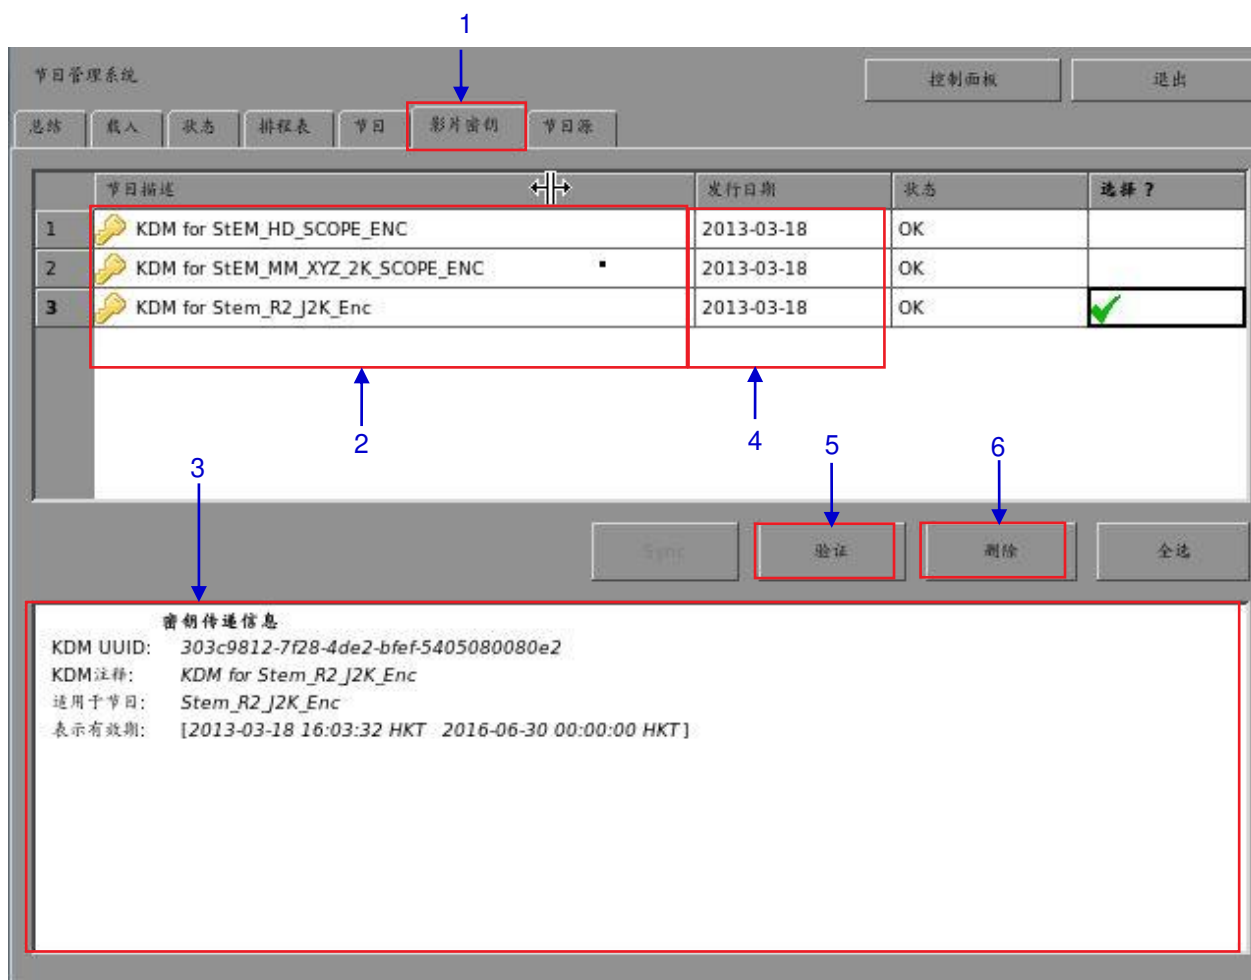 1
节目管理系统 控制面板 退出
总结 载入 状态 排程表 节目 影片密钥 节目源
节目描述 发行日期 状态 选择？
1 KDM for StEM_HD_SCOPE_ENC 2013-03-18 OK
2 KDM for StEM_MM_XYZ_2K_SCOPE_ENC 2013-03-18 OK
3 KDM for Stem_R2_J2K_Enc 2013-03-18 OK
2 4 5 6
3
Sync 验证 删除 全选
密钥传递信息
KDM UUID: 303c9812-7f28-4de2-bfef-5405080080e2
KDM注释: KDM for Stem_R2_J2K_Enc
适用于节目: Stem_R2_J2K_Enc
表示有效期: [2013-03-18 16:03:32 HKT 2016-06-30 00:00:00 HKT]